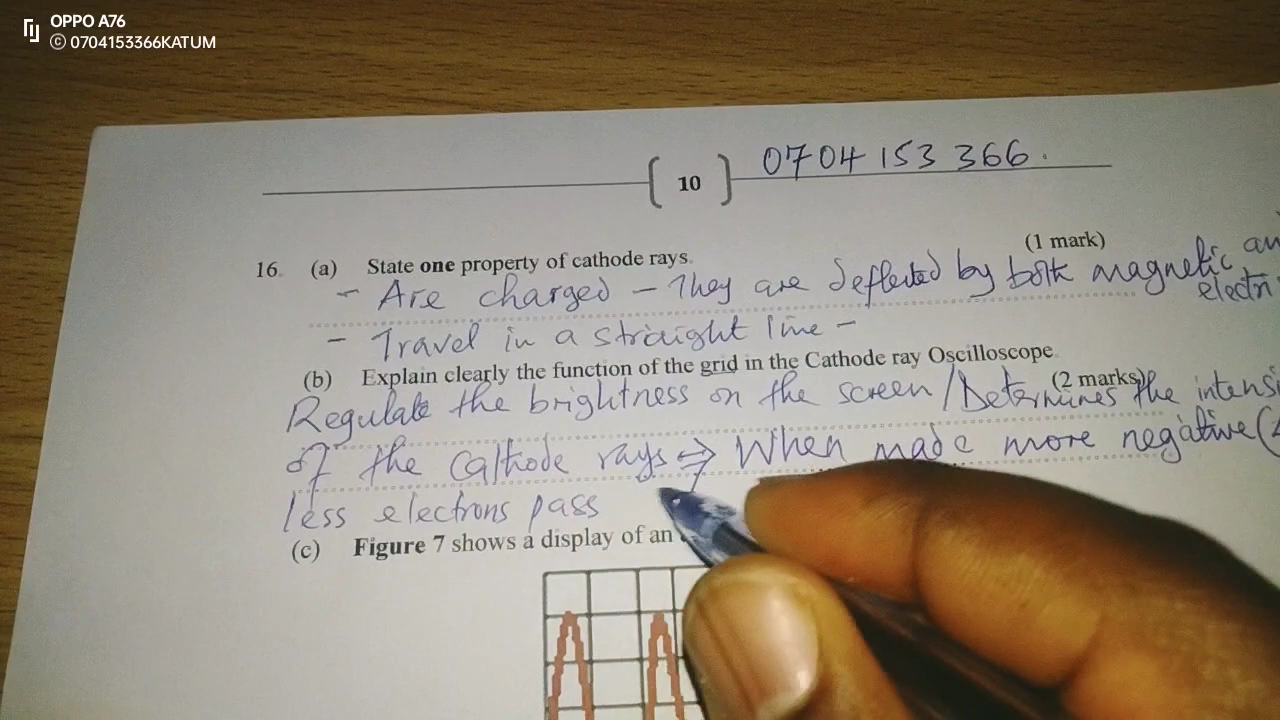 OPPO A76
© 0704153366KATUM
0704 153 366.
10
16. (a) State one property of cathode rays. (1 mark)
- Are charged - They are deflected by both magnetic
- Travel in a straight line -
(b) Explain clearly the function of the grid in the Cathode ray Oscilloscope.
(2 marks)
Regulate the brightness on the screen / Determines the
of the Cathode rays => When made more negative (
less electrons pass
(c) Figure 7 shows a display of an